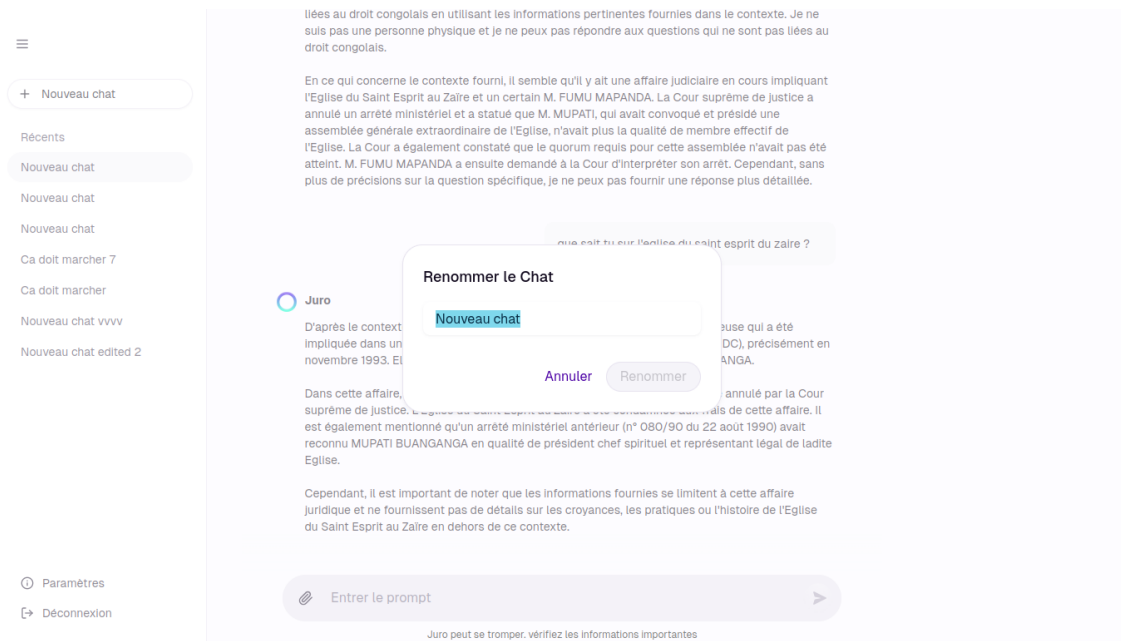 Nouveau chat
Récents
Nouveau chat
Nouveau chat
Nouveau chat
Ca doit marcher 7
Ca doit marcher
Nouveau chat vvvv
Nouveau chat edited 2
Paramètres
Déconnexion
liées au droit congolais en utilisant les informations pertinentes fournies dans le contexte. Je ne
suis pas une personne physique et je ne peux pas répondre aux questions qui ne sont pas liées au
droit congolais.
En ce qui concerne le contexte fourni, il semble qu'il y ait une affaire judiciaire en cours impliquant
l'Eglise du Saint Esprit au Zaïre et un certain M. FUMU MAPANDA. La Cour suprême de justice a
annulé un arrêté ministériel et a statué que M. MUPATI, qui avait convoqué et présidé une
assemblée générale extraordinaire de l'Eglise, n'avait plus la qualité de membre effectif de
l'Eglise. La Cour a également constaté que le quorum requis pour cette assemblée n'avait pas été
atteint. M. FUMU MAPANDA a ensuite demandé à la Cour d'interpréter son arrêt. Cependant, sans
plus de précisions sur la question spécifique, je ne peux pas fournir une réponse plus détaillée.
que sait tu sur l'eglise du saint esprit du zaire ?
Renommer le Chat
Nouveau chat
Annuler
Renommer
Juro
D'après le context euse qui a été
impliquée dans un DC), précisément en
novembre 1993. El ANGA.
Dans cette affaire, annulé par la Cour
suprême de justice. L'Eglise du Saint Esprit au Zaïre a été condamnée aux frais de cette affaire. Il
est également mentionné qu'un arrêté ministériel antérieur (n° 080/90 du 22 août 1990) avait
reconnu MUPATI BUANGANGA en qualité de président chef spirituel et représentant légal de ladite
Eglise.
Cependant, il est important de noter que les informations fournies se limitent à cette affaire
juridique et ne fournissent pas de détails sur les croyances, les pratiques ou l'histoire de l'Eglise
du Saint Esprit au Zaïre en dehors de ce contexte.
Entrer le prompt
Juro peut se tromper. vérifiez les informations importantes